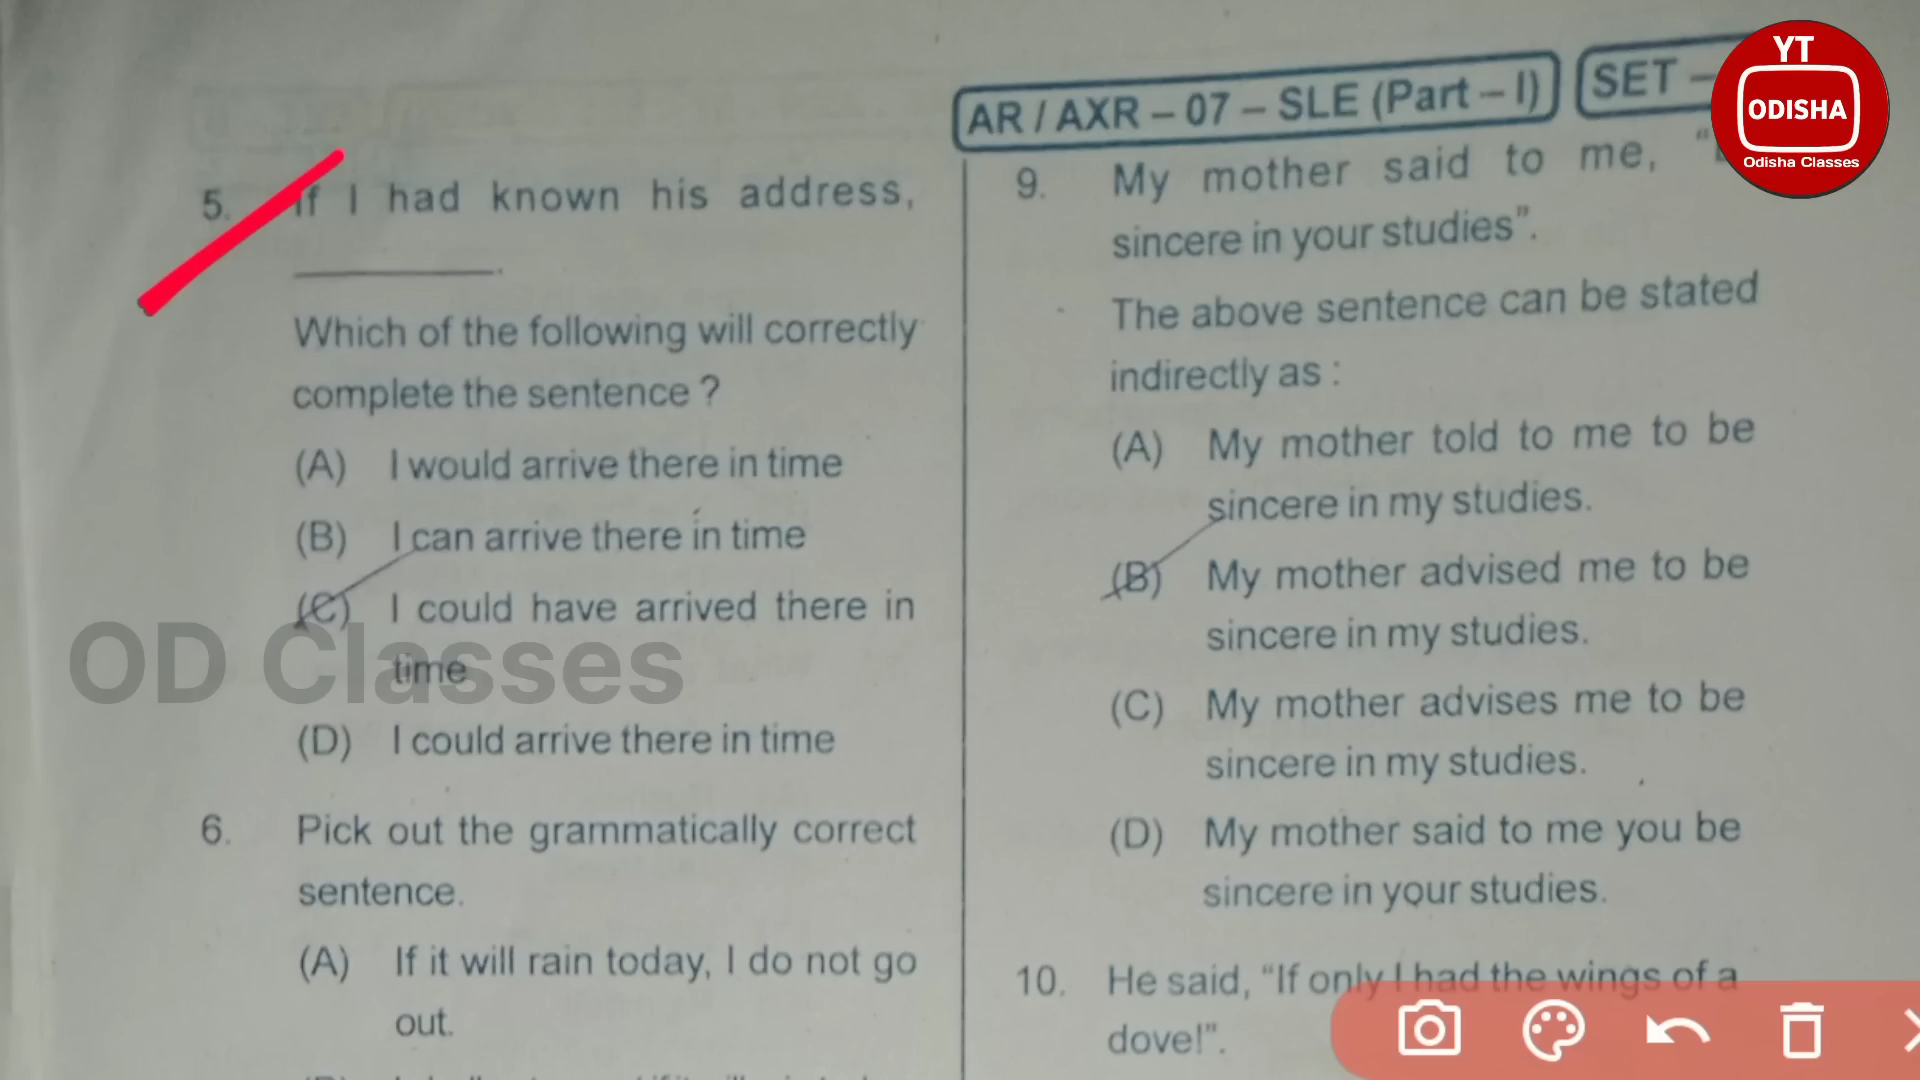 AR / AXR – 07 – SLE (Part – I)
SET –
YT
ODISHA
Odisha Classes
5. If I had known his address,
__________.
Which of the following will correctly
complete the sentence ?
(A) I would arrive there in time
(B) I can arrive there in time
(C) I could have arrived there in
time
(D) I could arrive there in time
6. Pick out the grammatically correct
sentence.
(A) If it will rain today, I do not go
out.
OD Classes
9. My mother said to me, “
sincere in your studies”.
The above sentence can be stated
indirectly as :
(A) My mother told to me to be
sincere in my studies.
(B) My mother advised me to be
sincere in my studies.
(C) My mother advises me to be
sincere in my studies.
(D) My mother said to me you be
sincere in your studies.
10. He said, “If only I had the wings of a
dove!”.